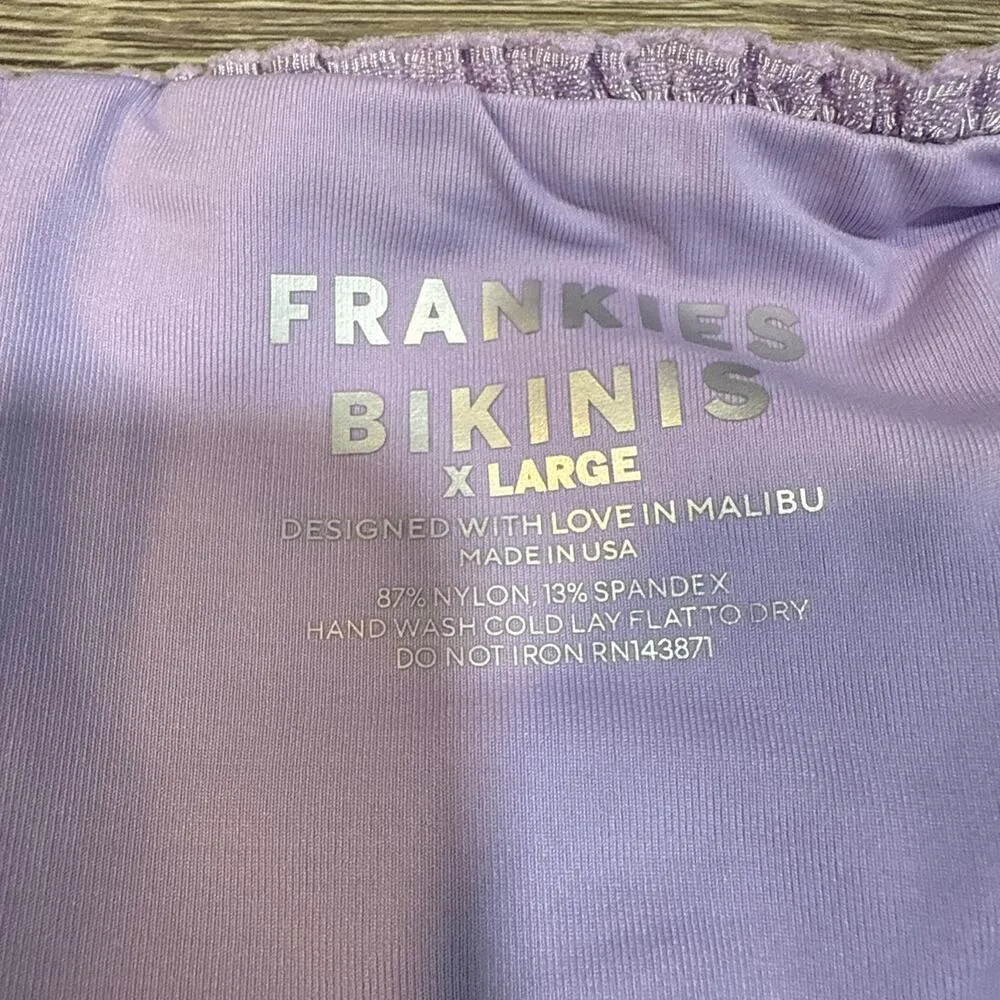 FRANKIES
BIKINIS
X LARGE
DESIGNED WITH LOVE IN MALIBU
MADE IN USA
87% NYLON, 13% SPANDEX
HAND WASH COLD LAY FLAT TO DRY
DO NOT IRON RN143871